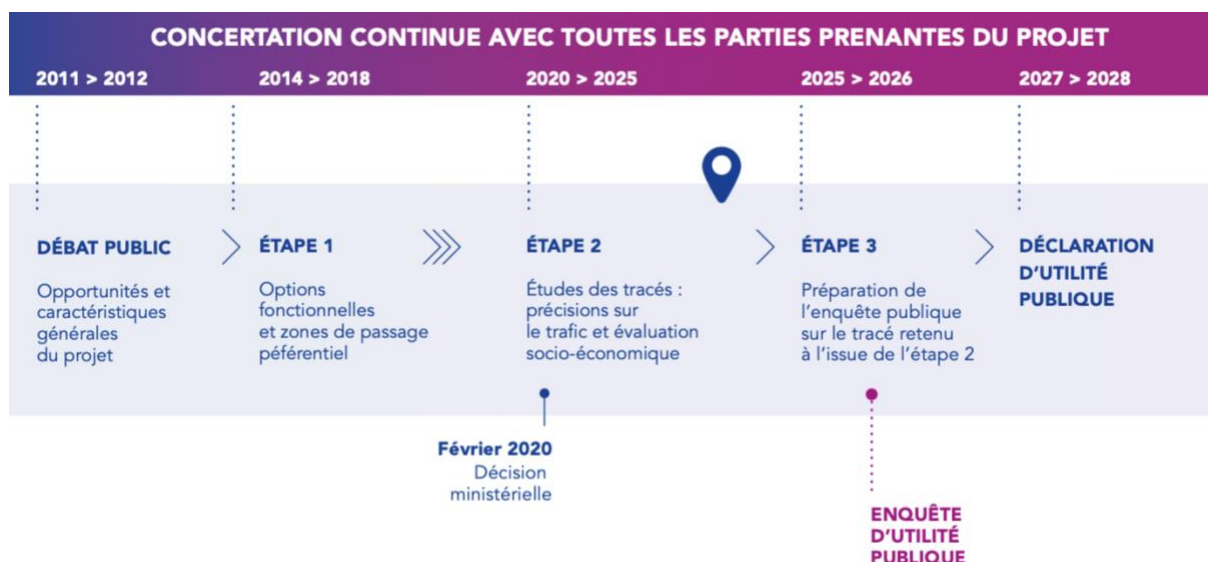 CONCERTATION CONTINUE AVEC TOUTES LES PARTIES PRENANTES DU PROJET
2011 > 2012
2014 > 2018
2020 > 2025
2025 > 2026
2027 > 2028
DÉBAT PUBLIC
Opportunités et
caractéristiques
générales
du projet
ÉTAPE 1
Options
fonctionnelles
et zones de passage
péférentiel
ÉTAPE 2
Études des tracés :
précisions sur
le trafic et évaluation
socio-économique
ÉTAPE 3
Préparation de
l'enquête publique
sur le tracé retenu
à l'issue de l'étape 2
DÉCLARATION
D'UTILITÉ
PUBLIQUE
Février 2020
Décision
ministérielle
ENQUÊTE
D'UTILITÉ
PUBLIQUE